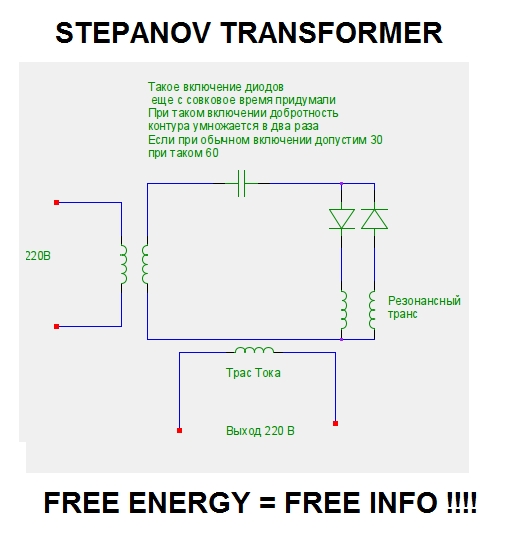 STEPANOV TRANSFORMER
Такое включение диодов
еще с совковое время придумали
При таком включении добротность
контура умножается в два раза
Если при обычном включении допустим 30
при таком 60
220В
Резонансный
транс
Трас Тока
Выход 220 В
FREE ENERGY = FREE INFO !!!!